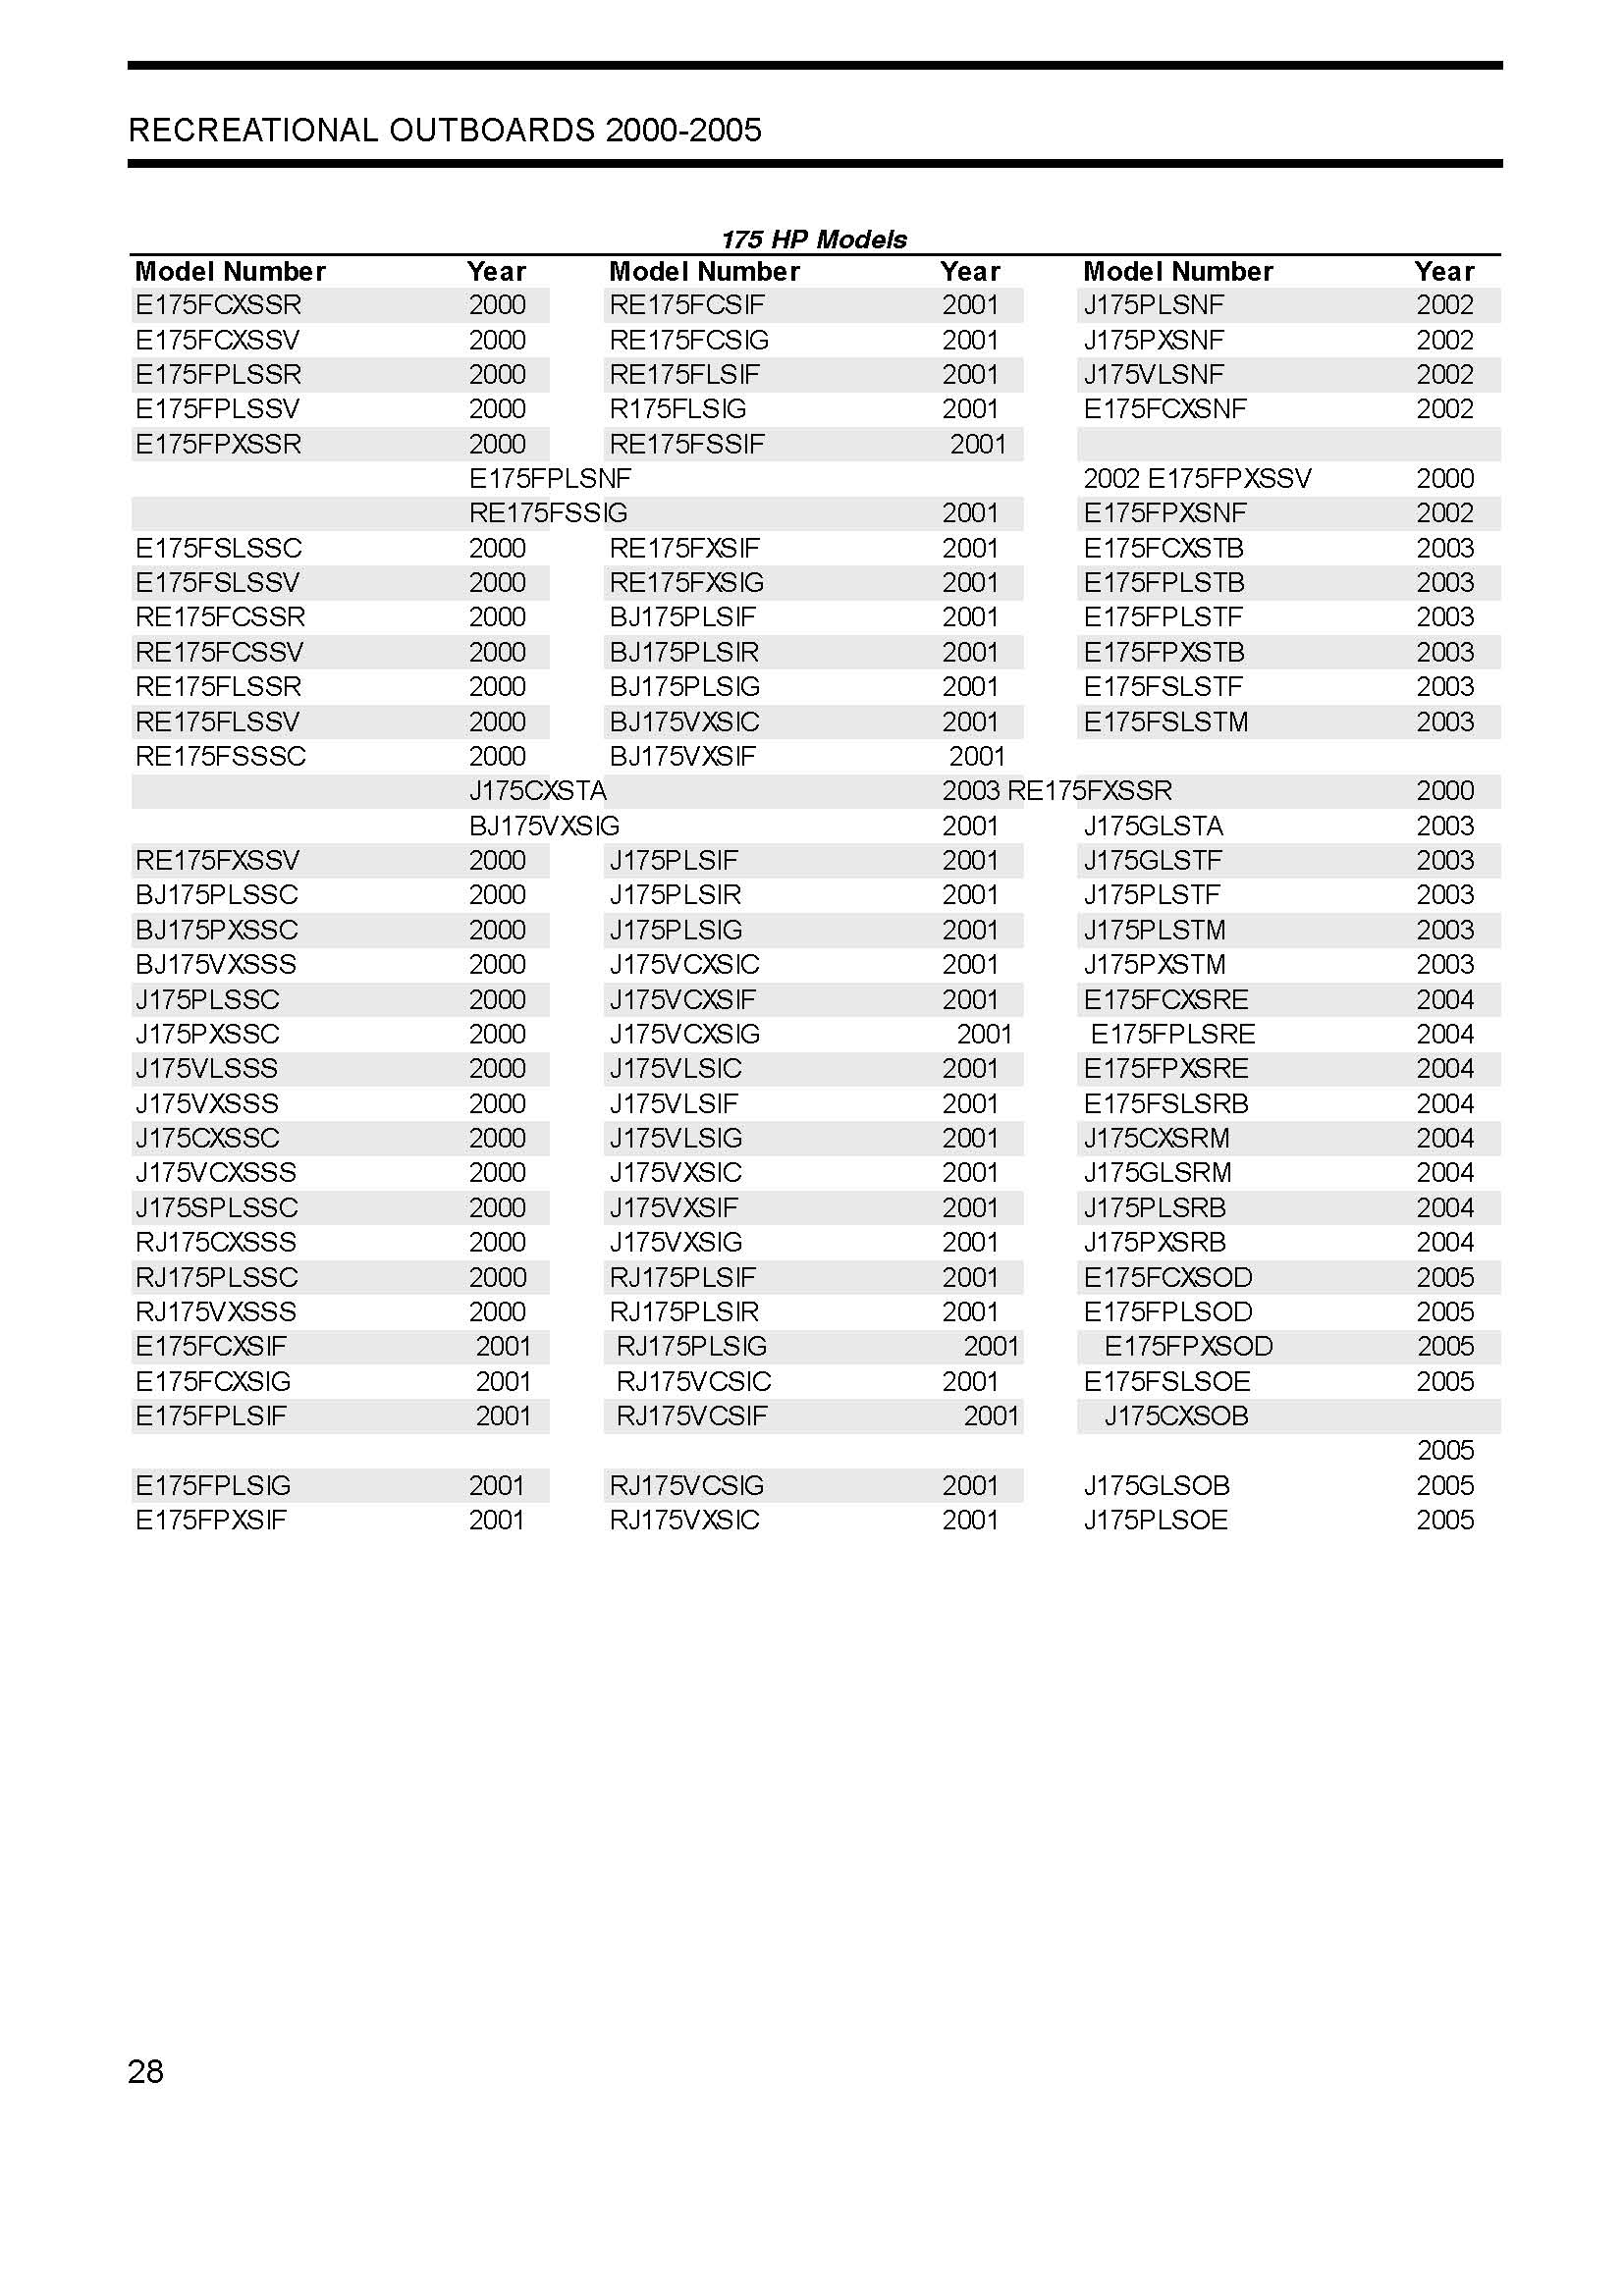 RECREATIONAL OUTBOARDS 2000-2005
175 HP Models
Model Number Year Model Number Year Model Number Year
E175FCXSSR 2000 RE175FCSIF 2001 J175PLSNF 2002
E175FCXSSV 2000 RE175FCSIG 2001 J175PXSNF 2002
E175FPLSSR 2000 RE175FLSIF 2001 J175VLSNF 2002
E175FPLSSV 2000 R175FLSIG 2001 E175FCXSNF 2002
E175FPXSSR 2000 RE175FSSIF 2001
E175FPLSNF 2002 E175FPXSSV 2000
RE175FSSIG 2001 E175FPXSNF 2002
E175FSLSSC 2000 RE175FXSIF 2001 E175FCXSTB 2003
E175FSLSSV 2000 RE175FXSIG 2001 E175FPLSTB 2003
RE175FCSSR 2000 BJ175PLSIF 2001 E175FPLSTF 2003
RE175FCSSV 2000 BJ175PLSIR 2001 E175FPXSTB 2003
RE175FLSSR 2000 BJ175PLSIG 2001 E175FSLSTF 2003
RE175FLSSV 2000 BJ175VXSIC 2001 E175FSLSTM 2003
RE175FSSSC 2000 BJ175VXSIF 2001
J175CXSTA 2003 RE175FXSSR 2000
BJ175VXSIG 2001 J175GLSTA 2003
RE175FXSSV 2000 J175PLSIF 2001 J175GLSTF 2003
BJ175PLSSC 2000 J175PLSIR 2001 J175PLSTF 2003
BJ175PXSSC 2000 J175PLSIG 2001 J175PLSTM 2003
BJ175VXSSS 2000 J175VCXSIC 2001 J175PXSTM 2003
J175PLSSC 2000 J175VCXSIF 2001 E175FCXSRE 2004
J175PXSSC 2000 J175VCXSIG 2001 E175FPLSRE 2004
J175VLSSS 2000 J175VLSIC 2001 E175FPXSRE 2004
J175VXSSS 2000 J175VLSIF 2001 E175FSLSRB 2004
J175CXSSC 2000 J175VLSIG 2001 J175CXSRM 2004
J175VCXSSS 2000 J175VXSIC 2001 J175GLSRM 2004
J175SPLSSC 2000 J175VXSIF 2001 J175PLSRB 2004
RJ175CXSSS 2000 J175VXSIG 2001 J175PXSRB 2004
RJ175PLSSC 2000 RJ175PLSIF 2001 E175FCXSOD 2005
RJ175VXSSS 2000 RJ175PLSIR 2001 E175FPLSOD 2005
E175FCXSIF 2001 RJ175PLSIG 2001 E175FPXSOD 2005
E175FCXSIG 2001 RJ175VCSIC 2001 E175FSLSOE 2005
E175FPLSIF 2001 RJ175VCSIF 2001 J175CXSOB
2005
E175FPLSIG 2001 RJ175VCSIG 2001 J175GLSOB 2005
E175FPXSIF 2001 RJ175VXSIC 2001 J175PLSOE 2005
28